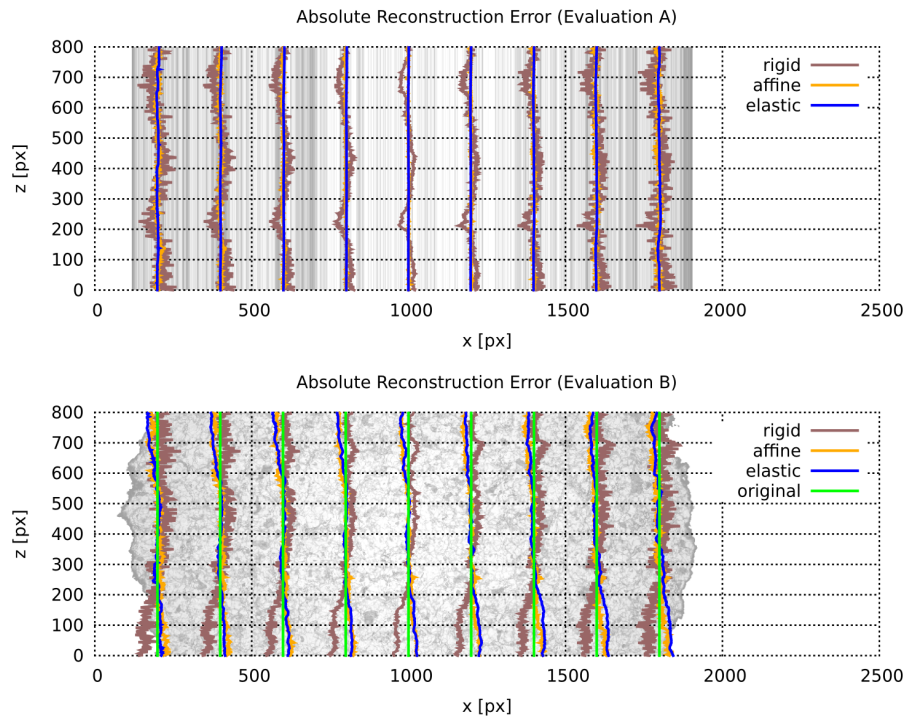 Absolute Reconstruction Error (Evaluation A)
800
700
600
500
400
300
200
100
0
z [px]
rigid
affine
elastic
0 500 1000 1500 2000 2500
x [px]
Absolute Reconstruction Error (Evaluation B)
800
700
600
500
400
300
200
100
0
z [px]
rigid
affine
elastic
original
0 500 1000 1500 2000 2500
x [px]